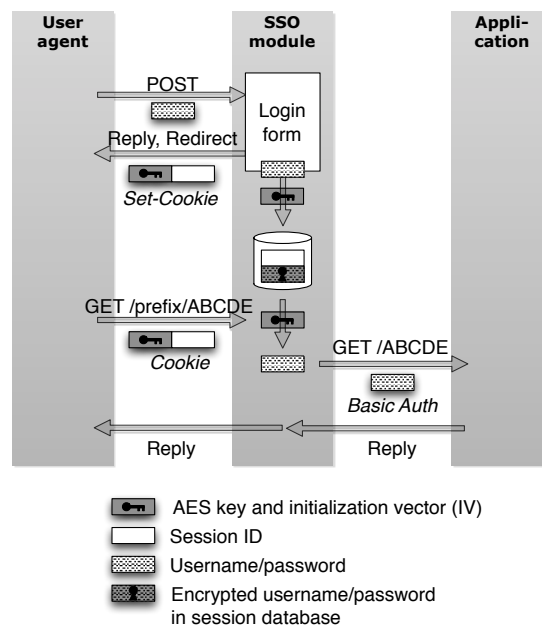 User agent
SSO module
Appli-cation
POST
Login form
Reply, Redirect
Set-Cookie
GET /prefix/ABCDE
Cookie
GET /ABCDE
Basic Auth
Reply
Reply
AES key and initialization vector (IV)
Session ID
Username/password
Encrypted username/password
in session database